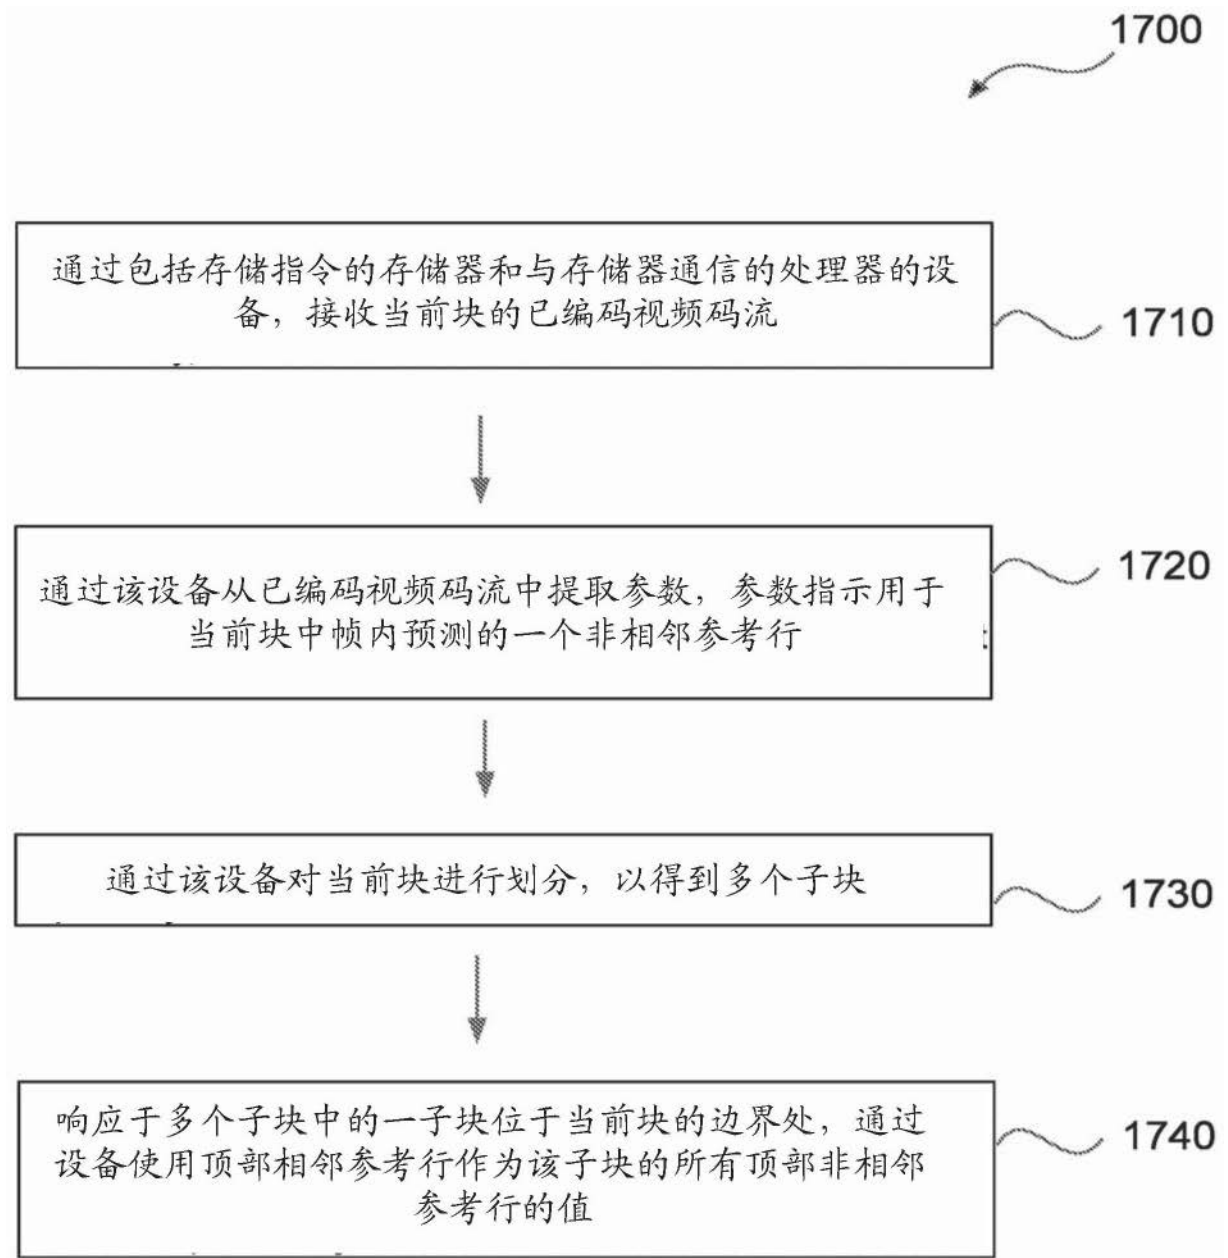 1700
通过包括存储指令的存储器和与存储器通信的处理器的设
备，接收当前块的已编码视频码流
1710
通过该设备从已编码视频码流中提取参数，参数指示用于
当前块中帧内预测的一个非相邻参考行
1720
通过该设备对当前块进行划分，以得到多个子块
1730
响应于多个子块中的一子块位于当前块的边界处，通过
设备使用顶部相邻参考行作为该子块的所有顶部非相邻
参考行的值
1740